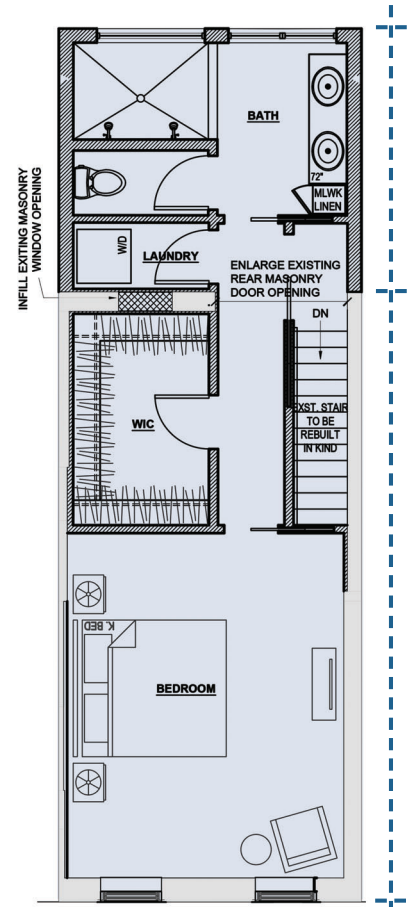 BATH
72"
MLWK
LINEN
W/D
LAUNDRY
INFILL EXITING MASONRY
WINDOW OPENING
ENLARGE EXISTING
REAR MASONRY
DOOR OPENING
DN
WIC
EXST. STAIR
TO BE
REBUILT
IN KIND
K. BED
BEDROOM